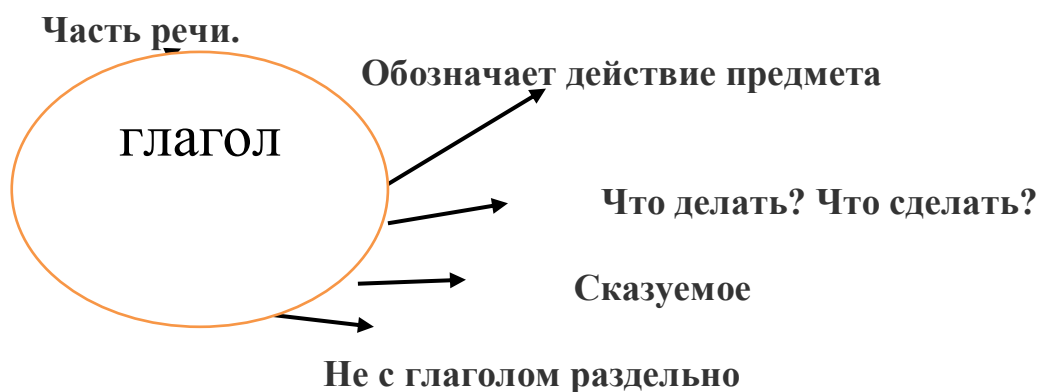 Часть речи.
Обозначает действие предмета
глагол
Что делать? Что сделать?
Сказуемое
Не с глаголом раздельно